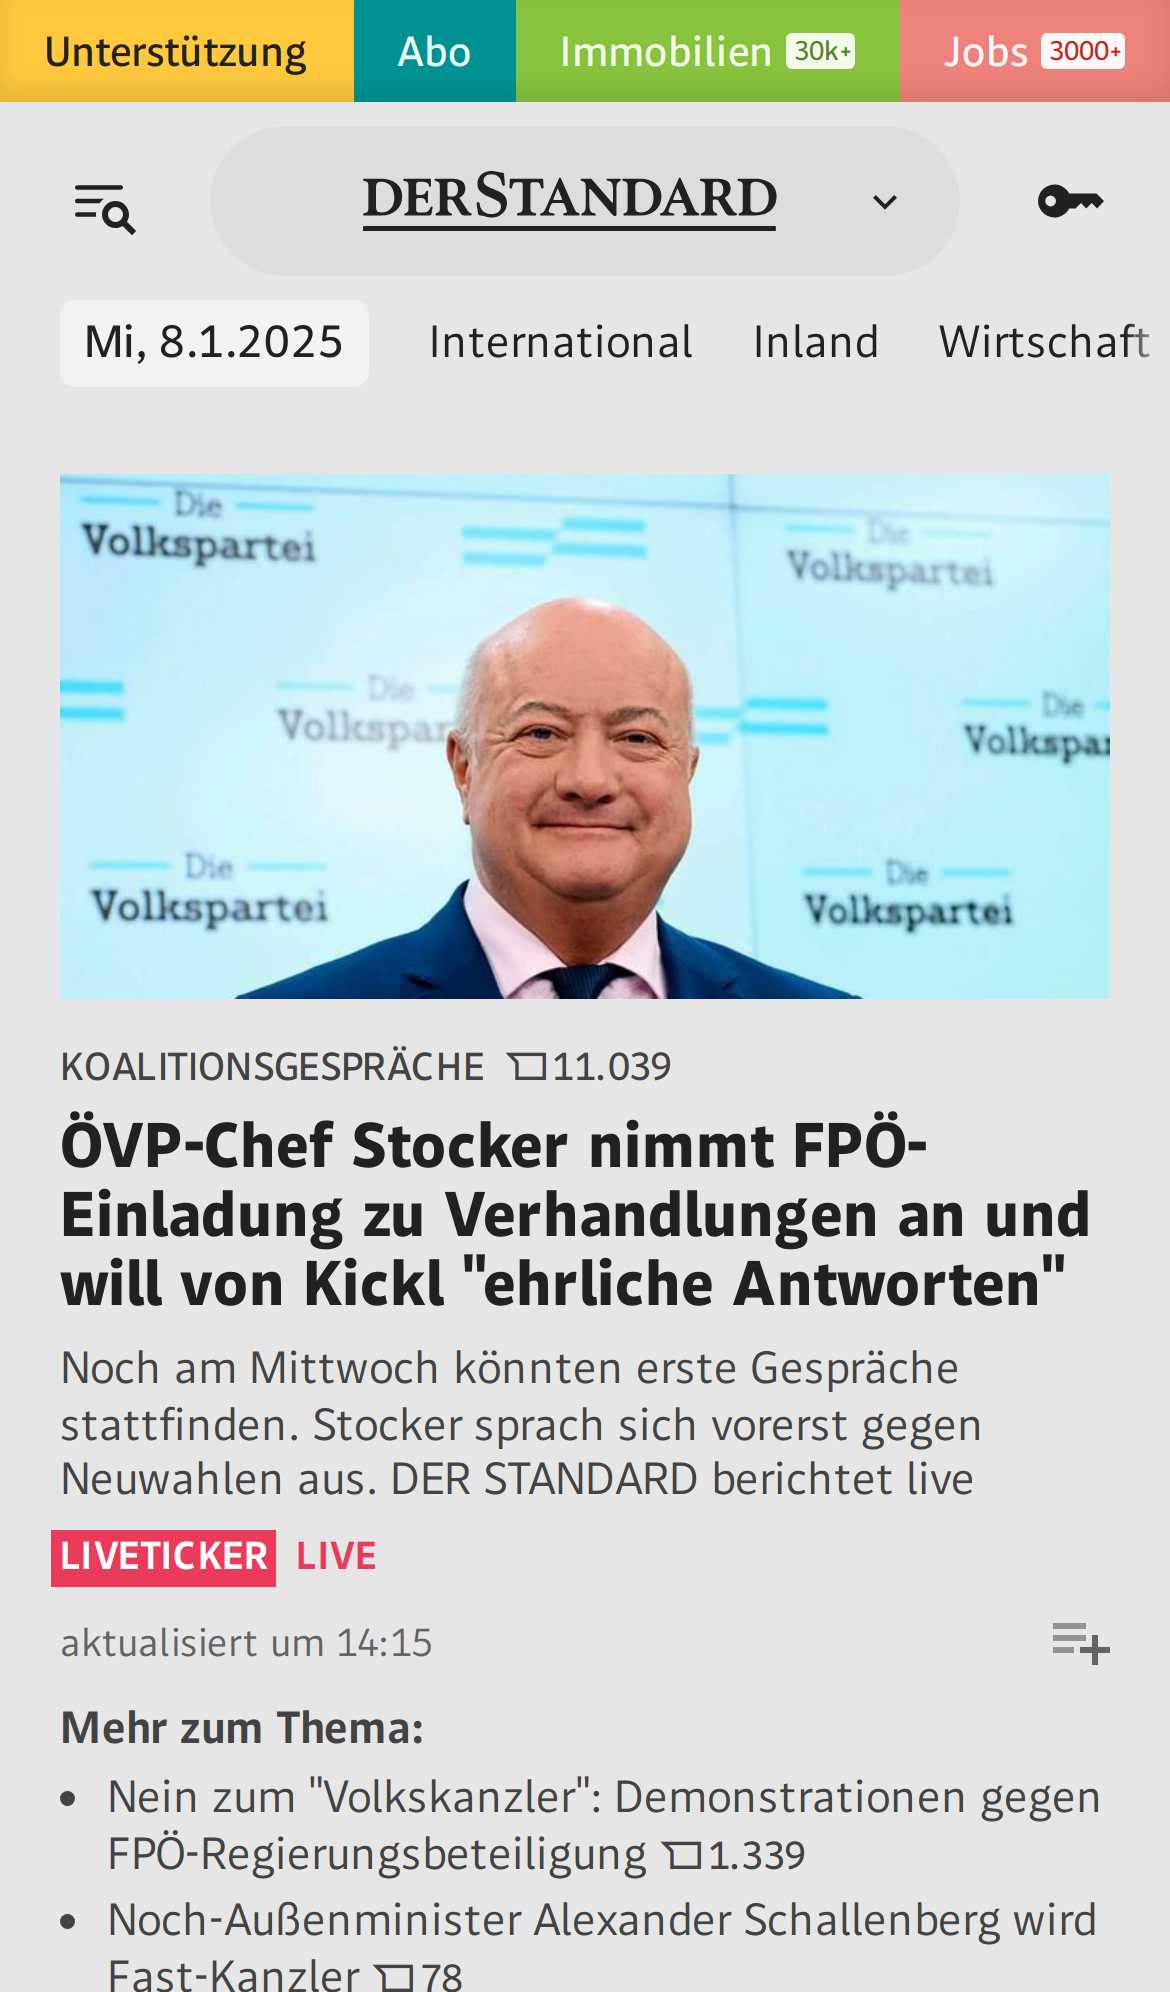 Unterstützung Abo Immobilien 30k+ Jobs 3000+
DERSTANDARD
Mi, 8.1.2025 International Inland Wirtschaft
Die
Volkspartei
Die
Volkspartei
Die
Volkspar
Die
Volkspar
Die
Volkspartei
Die
Volkspartei
KOALITIONSGESPRÄCHE 11.039
ÖVP-Chef Stocker nimmt FPÖ-
Einladung zu Verhandlungen an und
will von Kickl "ehrliche Antworten"
Noch am Mittwoch könnten erste Gespräche
stattfinden. Stocker sprach sich vorerst gegen
Neuwahlen aus. DER STANDARD berichtet live
LIVETICKER LIVE
aktualisiert um 14:15
Mehr zum Thema:
• Nein zum "Volkskanzler": Demonstrationen gegen
FPÖ-Regierungsbeteiligung 1.339
• Noch-Außenminister Alexander Schallenberg wird
Fast-Kanzler 78